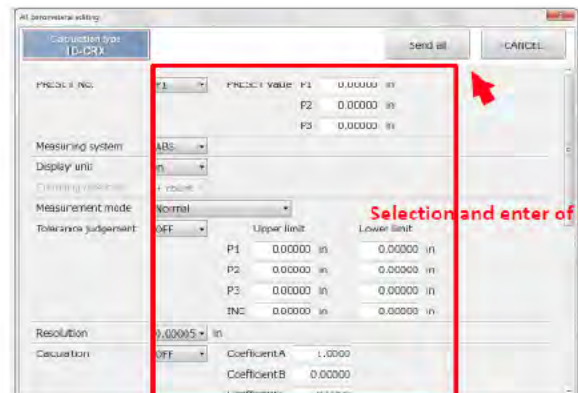 All parameters editing
Calculation type
ID-CRX
Send all
CANCEL
PRESET No. P1 PRESET value P1 0.00000 in
P2 0.00000 in
P3 0.00000 in
Measuring system ABS
Display unit in
Measurement mode Normal
Selection and enter of
Tolerance judgement OFF Upper limit Lower limit
P1 0.00000 in 0.00000 in
P2 0.00000 in 0.00000 in
P3 0.00000 in 0.00000 in
INC 0.00000 in 0.00000 in
Resolution 0.00005 in
Calculation OFF Coefficient A 1.0000
Coefficient B 0.00000